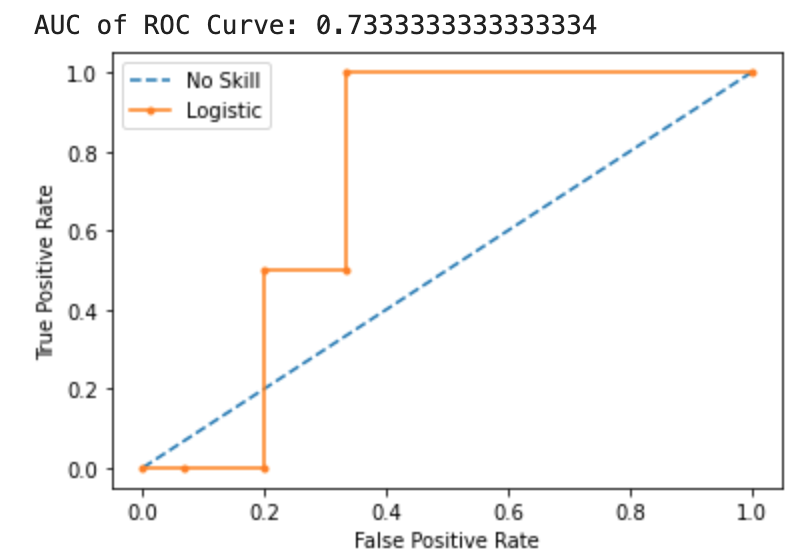 AUC of ROC Curve: 0.7333333333333334
No Skill
Logistic
1.0
0.8
0.6
0.4
0.2
0.0
True Positive Rate
0.0 0.2 0.4 0.6 0.8 1.0
False Positive Rate